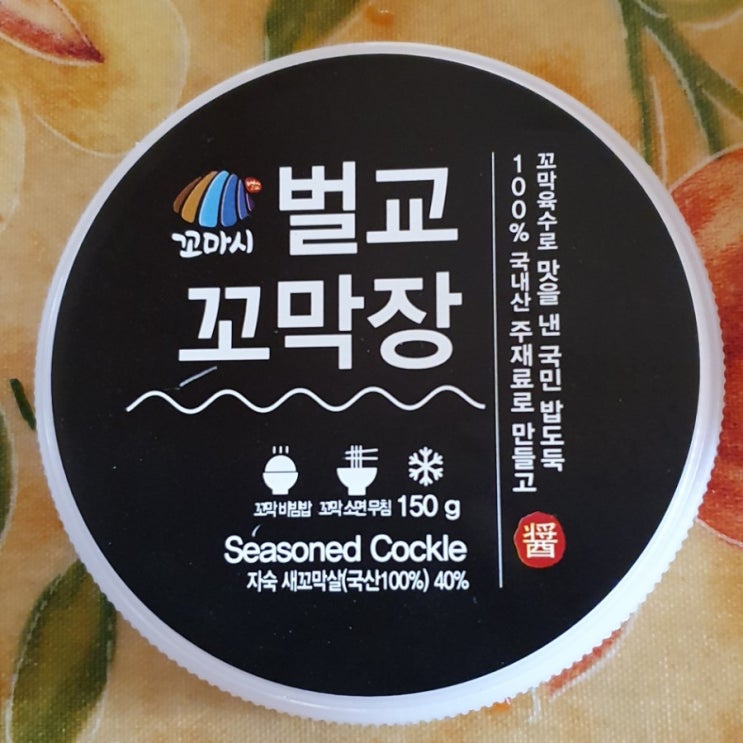 꼬마시
벌교
꼬막장
꼬막육수로 맛을 낸 국민 밥도둑
100% 국내산 주재료로 만들고
醬
꼬막 비빔밥
꼬막 소면 무침
150 g
Seasoned Cockle
자숙 새꼬막살(국산100%) 40%